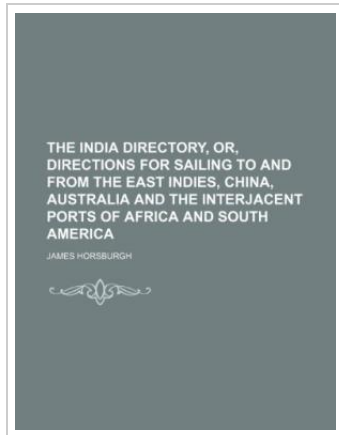 THE INDIA DIRECTORY, OR,
DIRECTIONS FOR SAILING TO AND
FROM THE EAST INDIES, CHINA,
AUSTRALIA AND THE INTERJACENT
PORTS OF AFRICA AND SOUTH
AMERICA
JAMES HORSBURGH